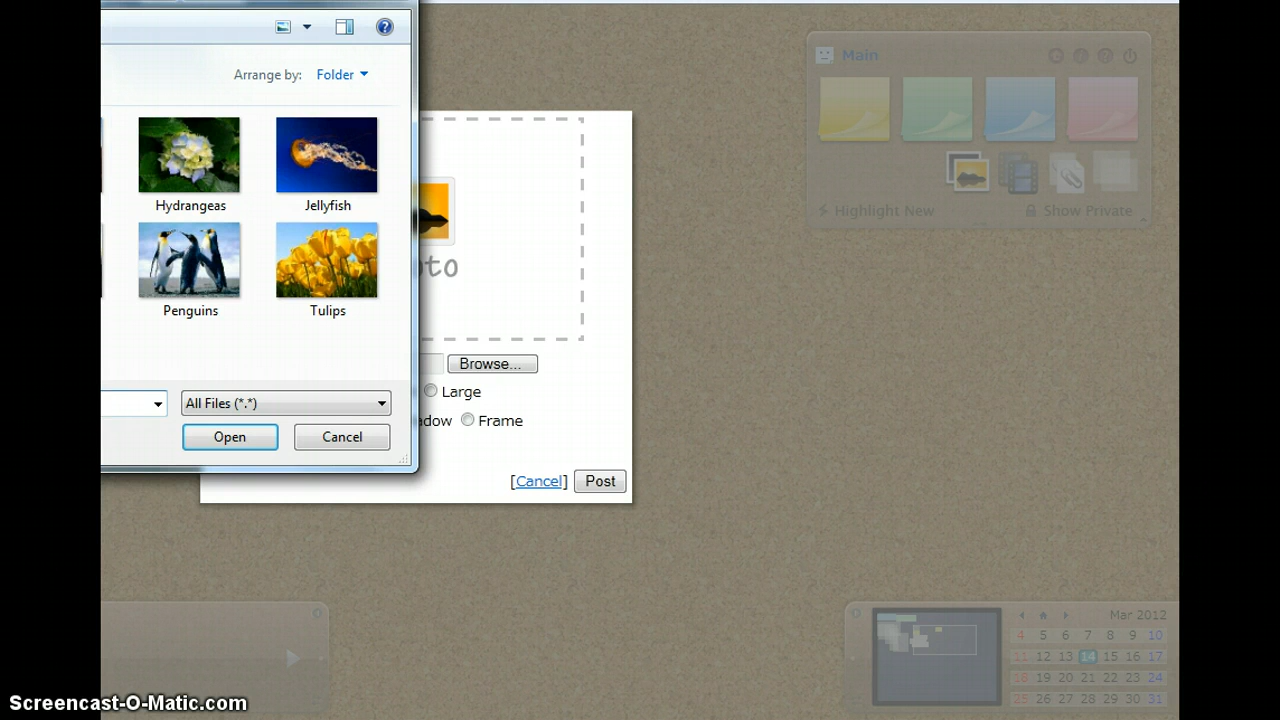 Arrange by: Folder
Hydrangeas
Jellyfish
Penguins
Tulips
All Files (*.*)
Open
Cancel
oto
Browse...
Large
adow
Frame
[Cancel]
Post
Main
Highlight New
Show Private
Mar 2012
4 5 6 7 8 9 10
11 12 13 14 15 16 17
18 19 20 21 22 23 24
25 26 27 28 29 30 31
Screencast-O-Matic.com